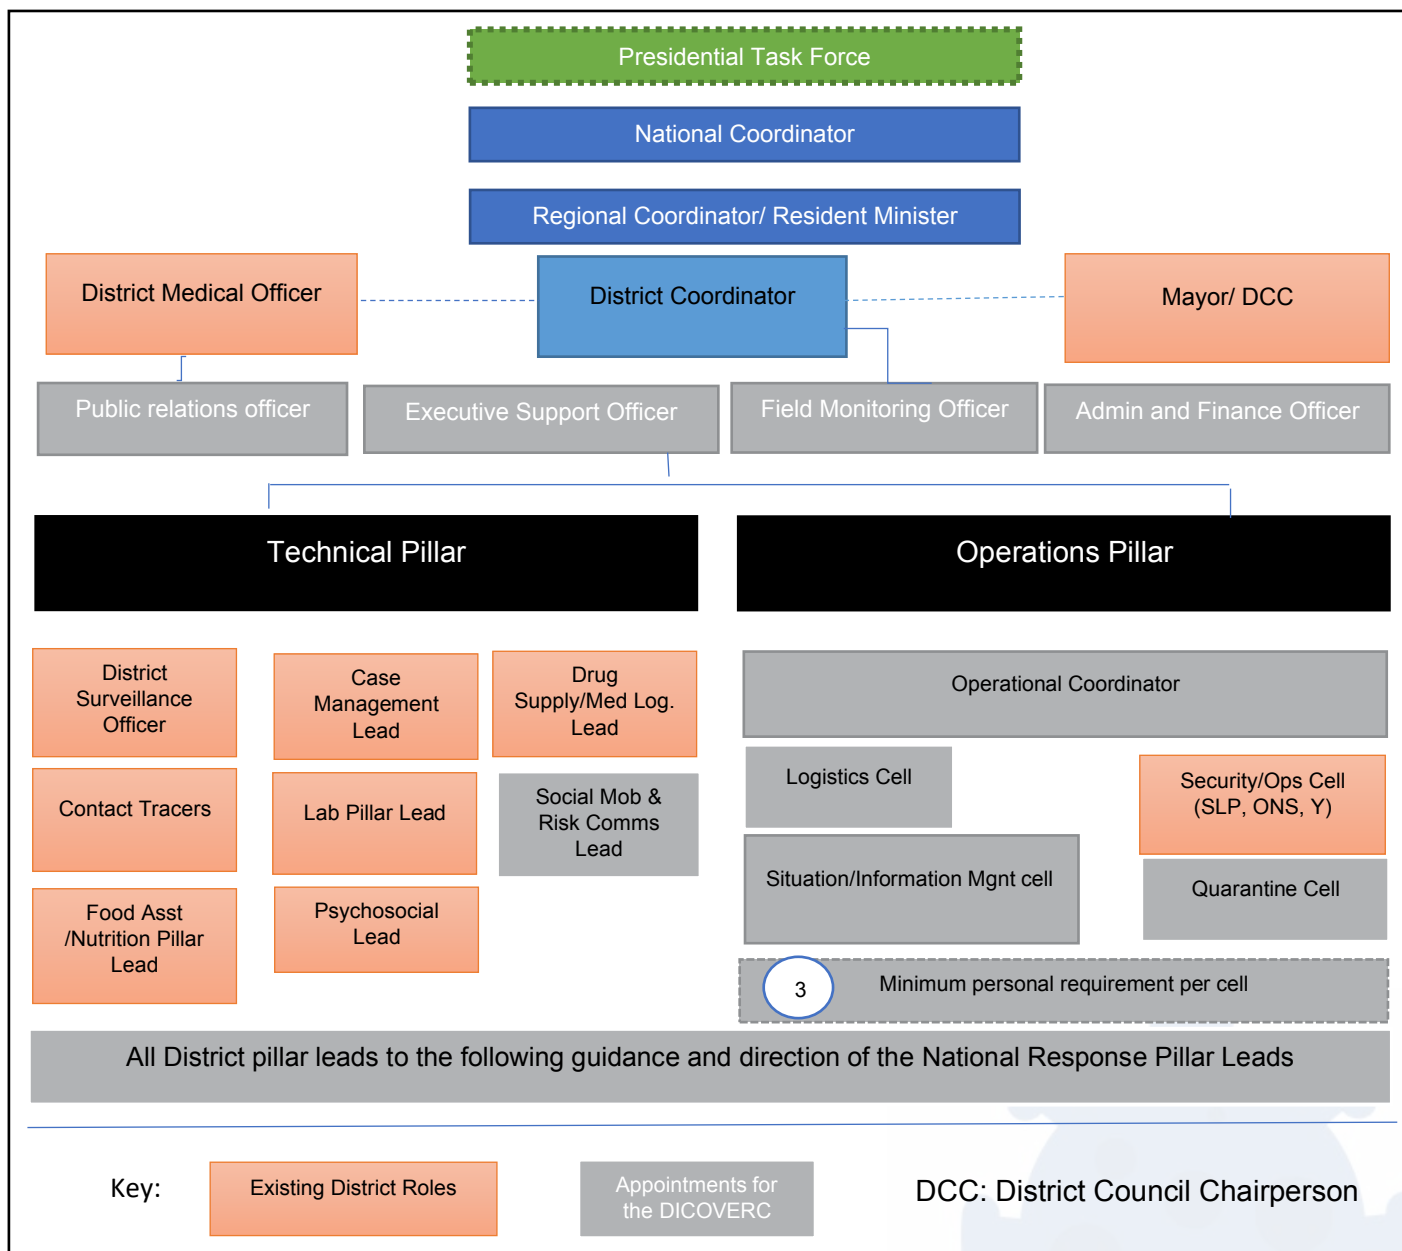 Presidential Task Force
National Coordinator
Regional Coordinator/ Resident Minister
District Medical Officer
District Coordinator
Mayor/ DCC
Public relations officer
Executive Support Officer
Field Monitoring Officer
Admin and Finance Officer
Technical Pillar
Operations Pillar
District
Surveillance
Officer
Case
Management
Lead
Drug
Supply/Med Log.
Lead
Contact Tracers
Lab Pillar Lead
Social Mob &
Risk Comms
Lead
Food Asst
/Nutrition Pillar
Lead
Psychosocial
Lead
Operational Coordinator
Logistics Cell
Security/Ops Cell
(SLP, ONS, Y)
Situation/Information Mgnt cell
Quarantine Cell
3
Minimum personal requirement per cell
All District pillar leads to the following guidance and direction of the National Response Pillar Leads
Key:
Existing District Roles
Appointments for
the DICOVERC
DCC: District Council Chairperson